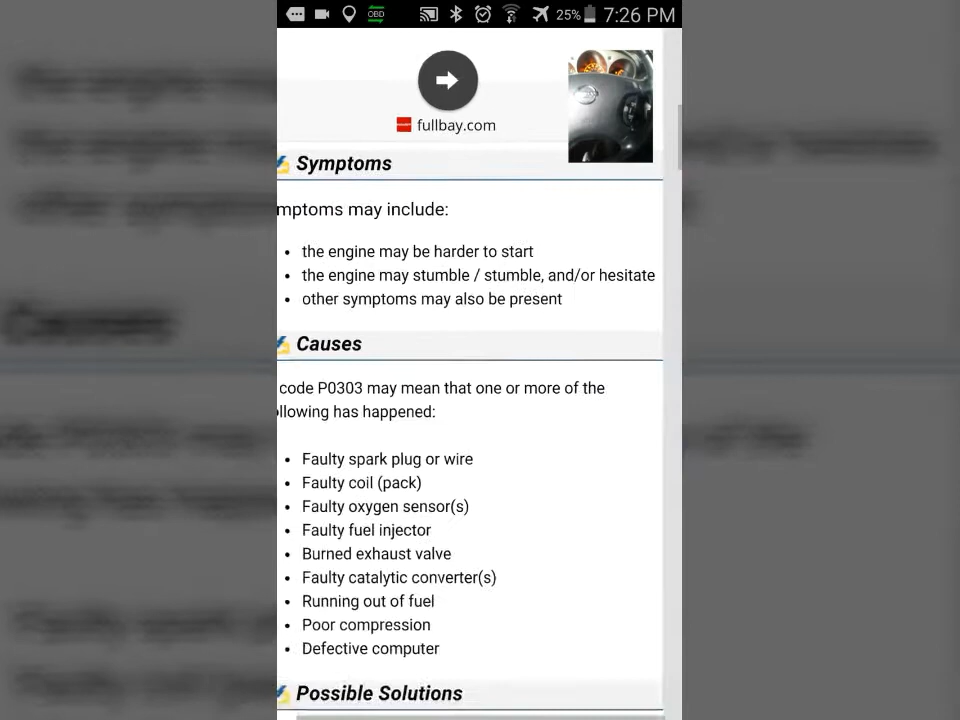 OBD
25% 7:26 PM
fullbay.com
Symptoms
mptoms may include:
the engine may be harder to start
the engine may stumble / stumble, and/or hesitate
other symptoms may also be present
Causes
code P0303 may mean that one or more of the
llowing has happened:
Faulty spark plug or wire
Faulty coil (pack)
Faulty oxygen sensor(s)
Faulty fuel injector
Burned exhaust valve
Faulty catalytic converter(s)
Running out of fuel
Poor compression
Defective computer
Possible Solutions